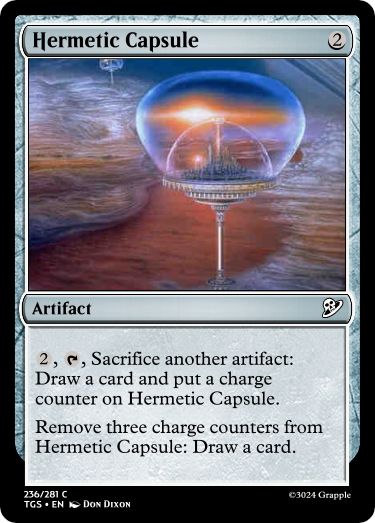 Hermetic Capsule 2
Artifact
2, , Sacrifice another artifact:
Draw a card and put a charge
counter on Hermetic Capsule.
Remove three charge counters from
Hermetic Capsule: Draw a card.
236/281 C
TGS • EN Don Dixon
©3024 Grapple